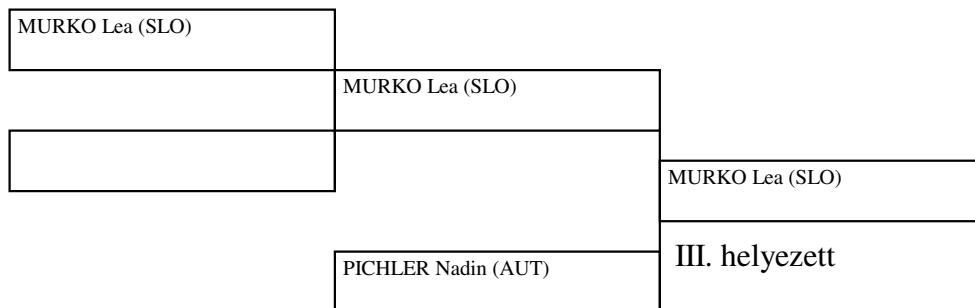 MURKO Lea (SLO)
MURKO Lea (SLO)
MURKO Lea (SLO)
III. helyezett
PICHLER Nadin (AUT)